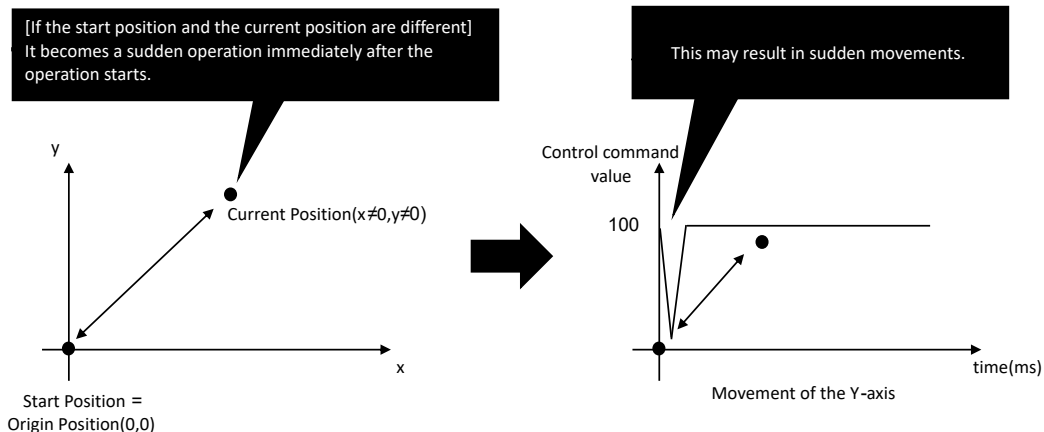 [If the start position and the current position are different]
It becomes a sudden operation immediately after the
operation starts.
This may result in sudden movements.
y
Current Position(x≠0,y≠0)
x
Start Position =
Origin Position(0,0)
Control command
value
100
time(ms)
Movement of the Y-axis